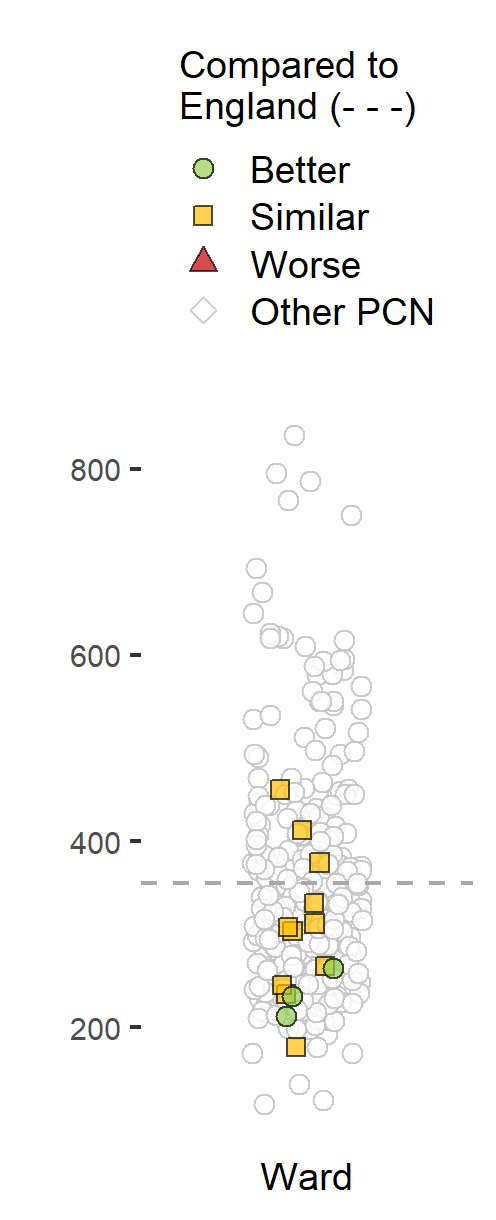 Compared to
England (- - -)
Better
Similar
Worse
Other PCN
800
600
400
200
Ward